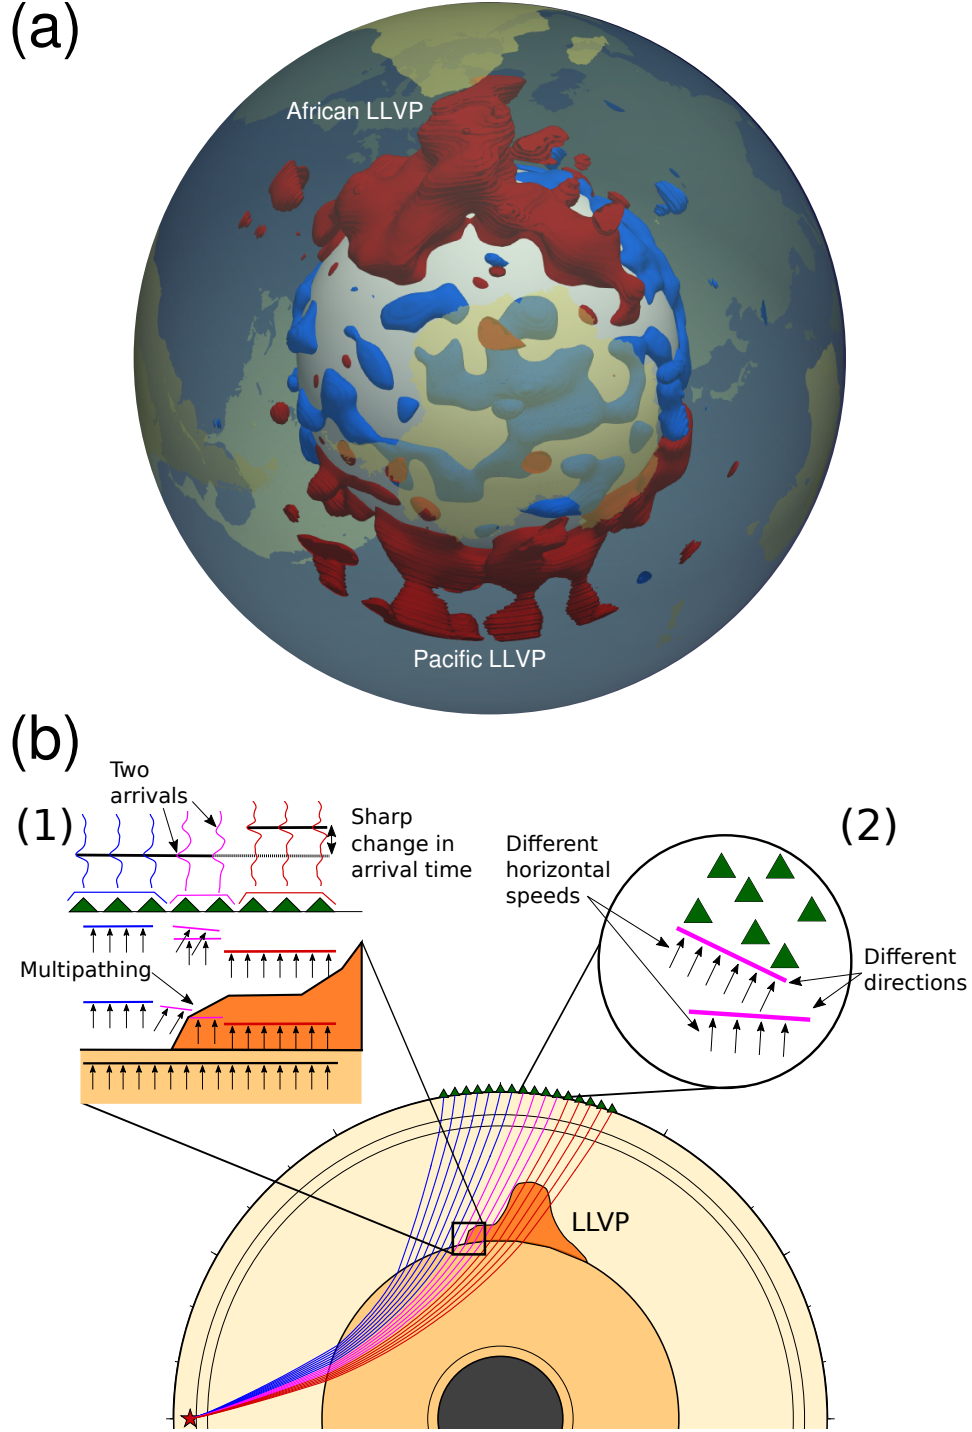 (a)
African LLVP
Pacific LLVP
(b)
(1)
Two
arrivals
Sharp
change in
arrival time
Multipathing
(2)
Different
horizontal
speeds
Different
directions
LLVP